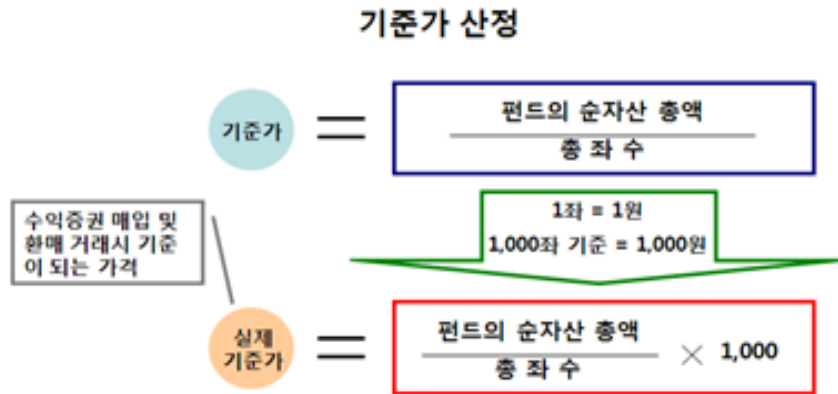 기준가 산정
기준가
펀드의 순자산 총액
총 좌 수
1좌 = 1원
1,000좌 기준 = 1,000원
수익증권 매입 및
환매 거래시 기준
이 되는 가격
실제
기준가
펀드의 순자산 총액
총 좌 수
× 1,000